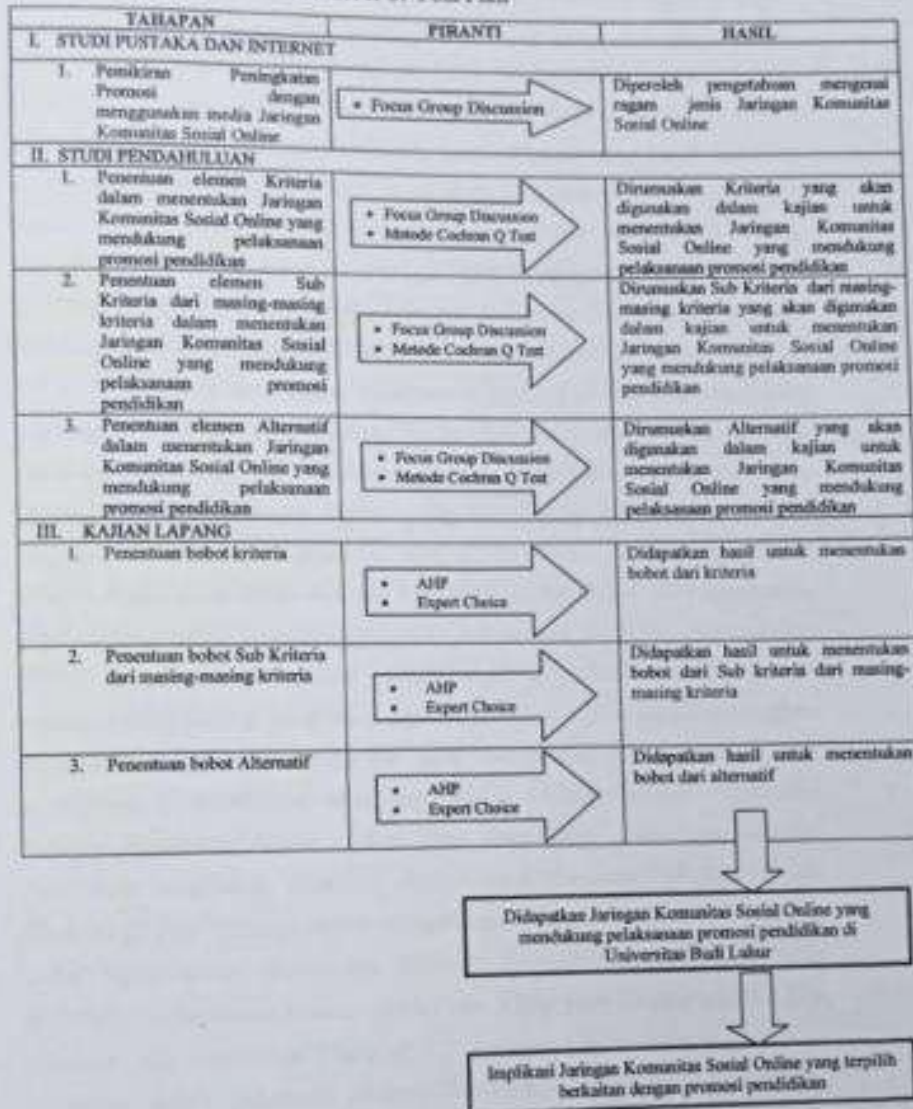 TAHAPAN
PIRANTI
HASIL
I. STUDI PUSTAKA DAN INTERNET
1. Pemikiran Peningkatan
Promosi dengan
menggunakan media Jaringan
Komunitas Sosial Online
• Focus Group Discussion
Diperoleh pengetahuan mengenai
ragam jenis Jaringan Komunitas
Sosial Online
II. STUDI PENDAHULUAN
1. Penentuan elemen Kriteria
dalam menentukan Jaringan
Komunitas Sosial Online yang
mendukung pelaksanaan
promosi pendidikan
• Focus Group Discussion
• Metode Cochran Q Test
Dirumuskan Kriteria yang akan
digunakan dalam kajian untuk
menentukan Jaringan Komunitas
Sosial Online yang mendukung
pelaksanaan promosi pendidikan
2. Penentuan elemen Sub
Kriteria dari masing-masing
kriteria dalam menentukan
Jaringan Komunitas Sosial
Online yang mendukung
pelaksanaan promosi
pendidikan
• Focus Group Discussion
• Metode Cochran Q Test
Dirumuskan Sub Kriteria dari masing-
masing kriteria yang akan digunakan
dalam kajian untuk menentukan
Jaringan Komunitas Sosial Online
yang mendukung pelaksanaan promosi
pendidikan
3. Penentuan elemen Alternatif
dalam menentukan Jaringan
Komunitas Sosial Online yang
mendukung pelaksanaan
promosi pendidikan
• Focus Group Discussion
• Metode Cochran Q Test
Dirumuskan Alternatif yang akan
digunakan dalam kajian untuk
menentukan Jaringan Komunitas
Sosial Online yang mendukung
pelaksanaan promosi pendidikan
III. KAJIAN LAPANG
1. Penentuan bobot kriteria
• AHP
• Expert Choice
Didapatkan hasil untuk menentukan
bobot dari kriteria
2. Penentuan bobot Sub Kriteria
dari masing-masing kriteria
• AHP
• Expert Choice
Didapatkan hasil untuk menentukan
bobot dari Sub kriteria dari masing-
masing kriteria
3. Penentuan bobot Alternatif
• AHP
• Expert Choice
Didapatkan hasil untuk menentukan
bobot dari alternatif
Didapatkan Jaringan Komunitas Sosial Online yang
mendukung pelaksanaan promosi pendidikan di
Universitas Budi Luhur
Implikasi Jaringan Komunitas Sosial Online yang terpilih
berkaitan dengan promosi pendidikan